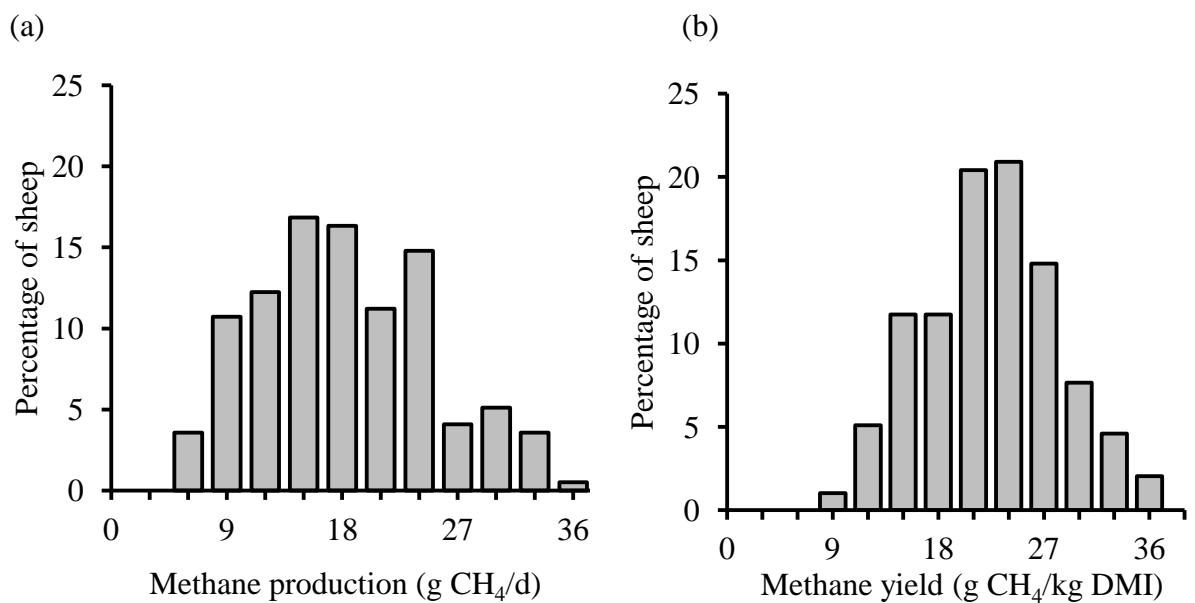 (a)
25
20
15
10
5
0
Percentage of sheep
0 9 18 27 36
Methane production (g CH₄/d)
(b)
25
20
15
10
5
0
Percentage of sheep
0 9 18 27 36
Methane yield (g CH₄/kg DMI)